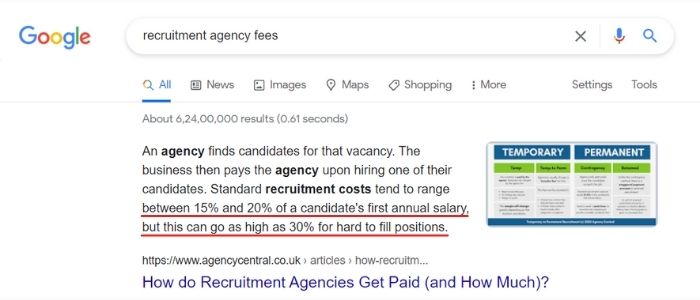 Google
recruitment agency fees
All
News
Images
Maps
Shopping
More
Settings
Tools
About 6,24,00,000 results (0.61 seconds)
An agency finds candidates for that vacancy. The
business then pays the agency upon hiring one of their
candidates. Standard recruitment costs tend to range
between 15% and 20% of a candidate's first annual salary,
but this can go as high as 30% for hard to fill positions.
TEMPORARY
PERMANENT
Temp
Temp to Perm
Contingency
Retained
https://www.agencycentral.co.uk › articles › how-recruitm...
How do Recruitment Agencies Get Paid (and How Much)?